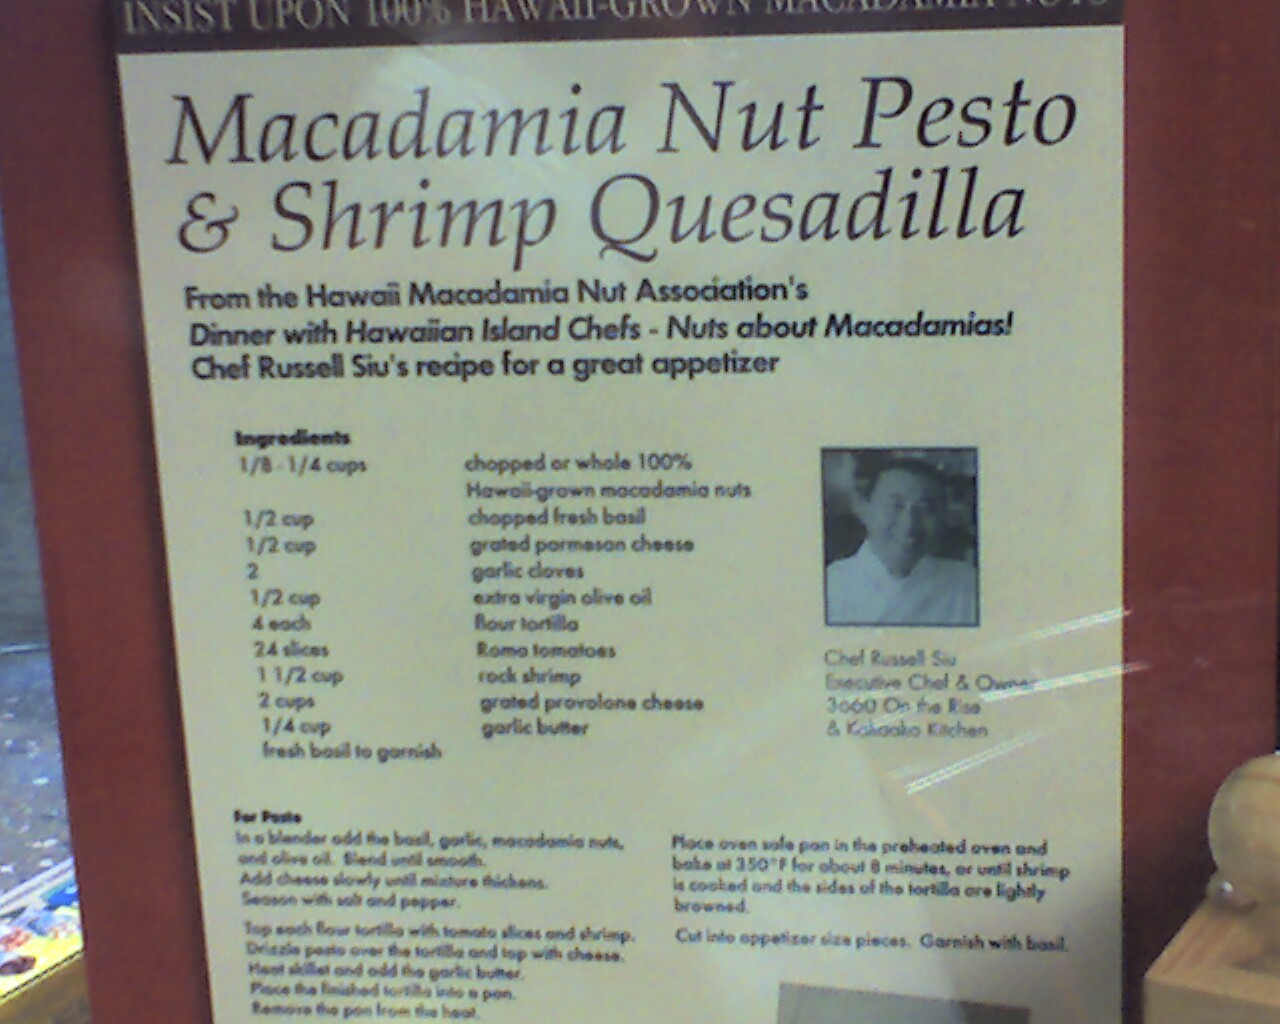 INSIST UPON 100% HAWAII-GROWN MACADAMIA NUTS
Macadamia Nut Pesto
& Shrimp Quesadilla
From the Hawaii Macadamia Nut Association's
Dinner with Hawaiian Island Chefs - Nuts about Macadamias!
Chef Russell Siu's recipe for a great appetizer
Ingredients
1/8 - 1/4 cups chopped or whole 100%
Hawaii-grown macadamia nuts
1/2 cup chopped fresh basil
1/2 cup grated parmesan cheese
2 garlic cloves
1/2 cup extra virgin olive oil
4 each flour tortilla
24 slices Roma tomatoes
1 1/2 cup rock shrimp
2 cups grated provolone cheese
1/4 cup garlic butter
fresh basil to garnish
Chef Russell Siu
Executive Chef & Owner
3660 On the Rise
& Kakaako Kitchen
For Pesto
In a blender add the basil, garlic, macadamia nuts,
and olive oil. Blend until smooth.
Add cheese slowly until mixture thickens.
Season with salt and pepper.
Top each flour tortilla with tomato slices and shrimp.
Drizzle pesto over the tortilla and top with cheese.
Heat skillet and add the garlic butter.
Place the finished tortilla into a pan.
Remove the pan from the heat.
Place oven safe pan in the preheated oven and
bake at 350°F for about 8 minutes, or until shrimp
is cooked and the sides of the tortilla are lightly
browned.
Cut into appetizer size pieces. Garnish with basil.